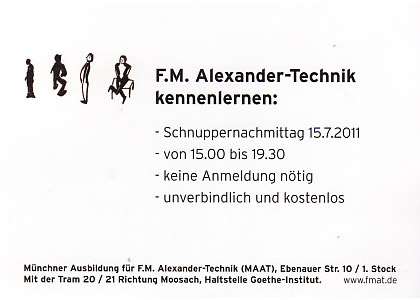 F.M. Alexander-Technik
kennenlernen:
- Schnuppernachmittag 15.7.2011
- von 15.00 bis 19.30
- keine Anmeldung nötig
- unverbindlich und kostenlos
Münchner Ausbildung für F.M. Alexander-Technik (MAAT), Ebenauer Str. 10 / 1. Stock
Mit der Tram 20 / 21 Richtung Moosach, Haltstelle Goethe-Institut. www.fmat.de